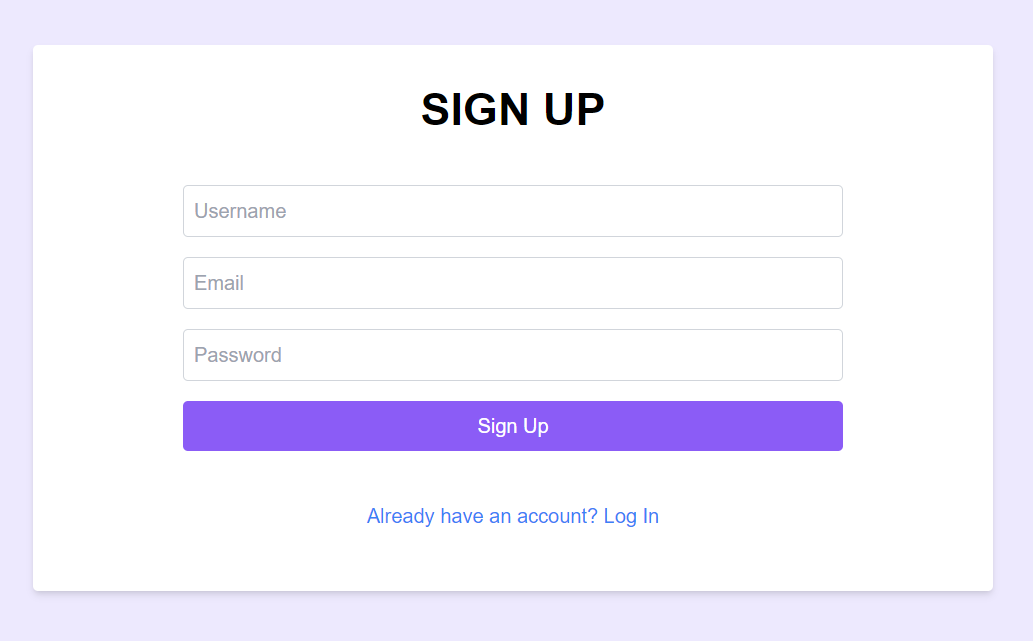 SIGN UP
Username
Email
Password
Sign Up
Already have an account? Log In